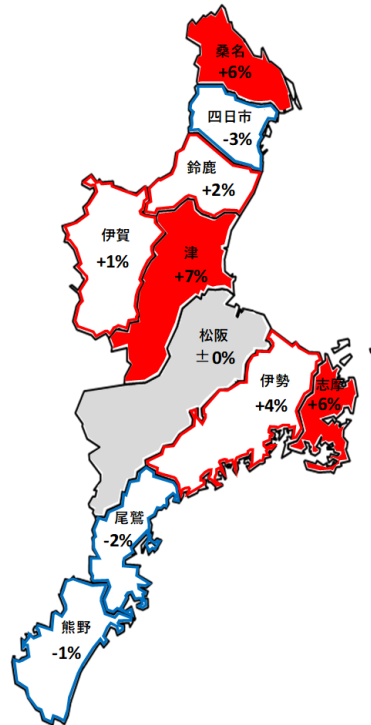 桑名
+6%
四日市
-3%
鈴鹿
+2%
伊賀
+1%
津
+7%
松阪
±0%
伊勢
+4%
志摩
+6%
尾鷲
-2%
熊野
-1%